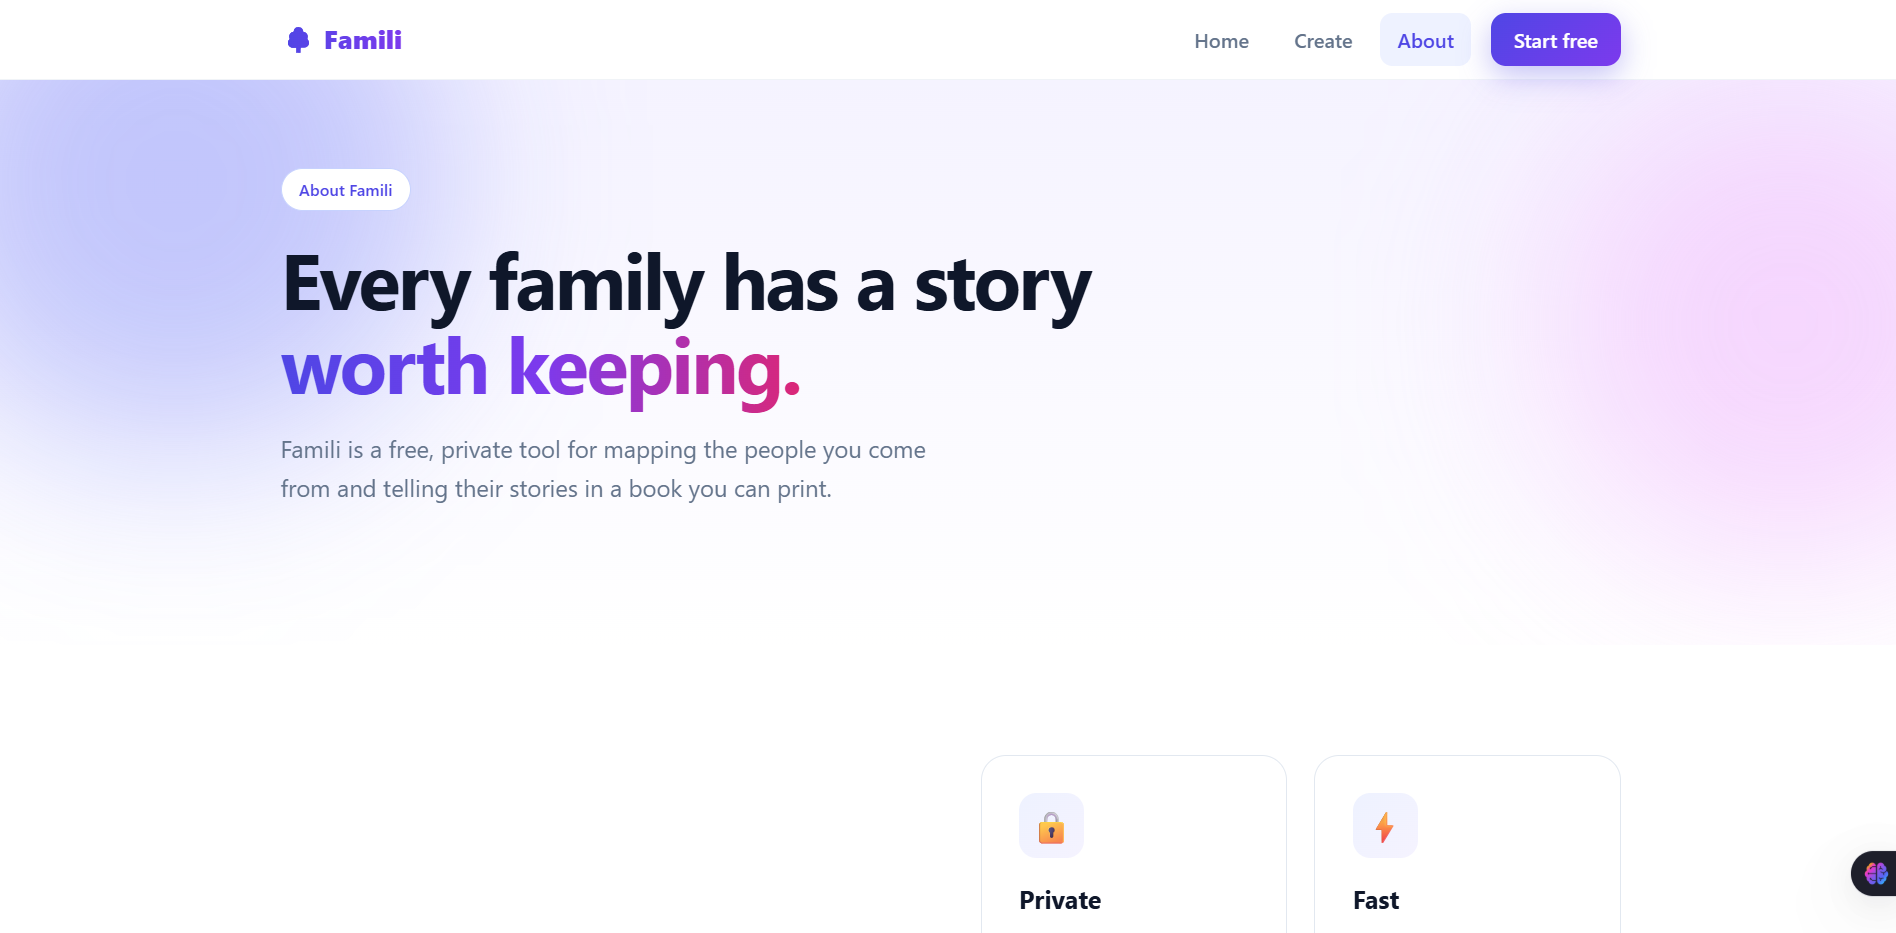 Famili
Home
Create
About
Start free
About Famili
Every family has a story
worth keeping.
Famili is a free, private tool for mapping the people you come
from and telling their stories in a book you can print.
Private
Fast